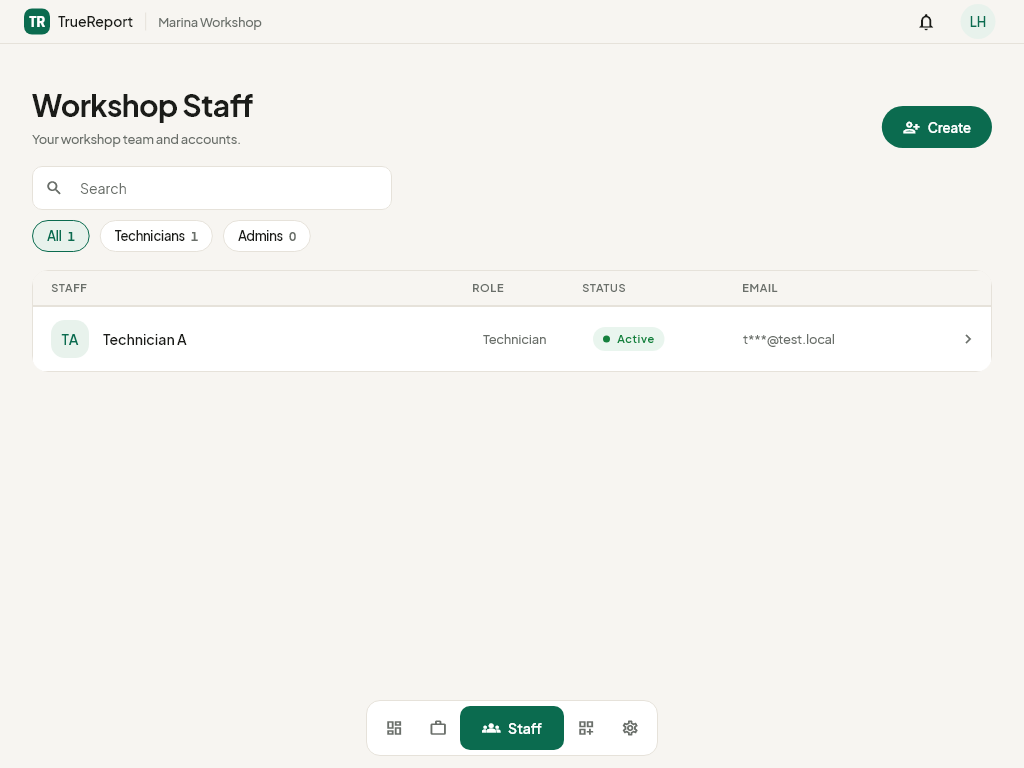 TR TrueReport Marina Workshop LH
Workshop Staff
Your workshop team and accounts.
Create
Search
All 1 Technicians 1 Admins 0
STAFF ROLE STATUS EMAIL
TA Technician A Technician Active t***@test.local
Staff